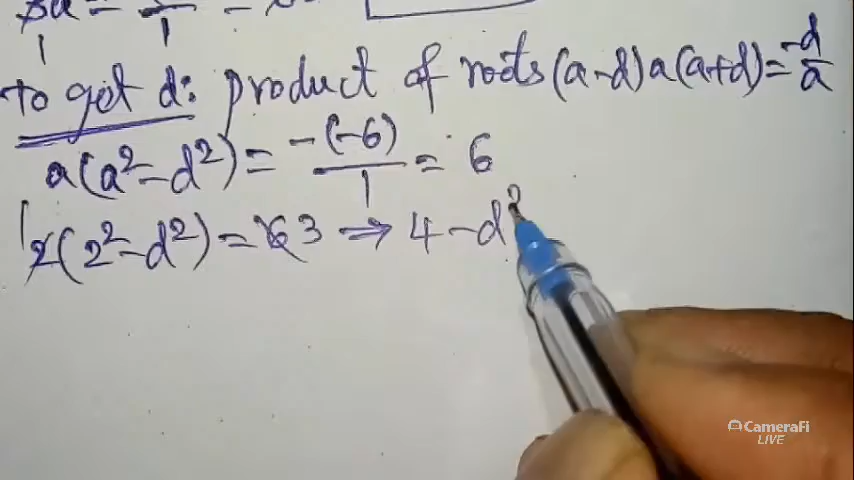 To get d: product of roots (a-d)a(a+d) = -d/a
a(a²-d²) = -(-6)/1 = 6
2(2²-d²) = 6 3 ⇒ 4-d²
CameraFi
LIVE